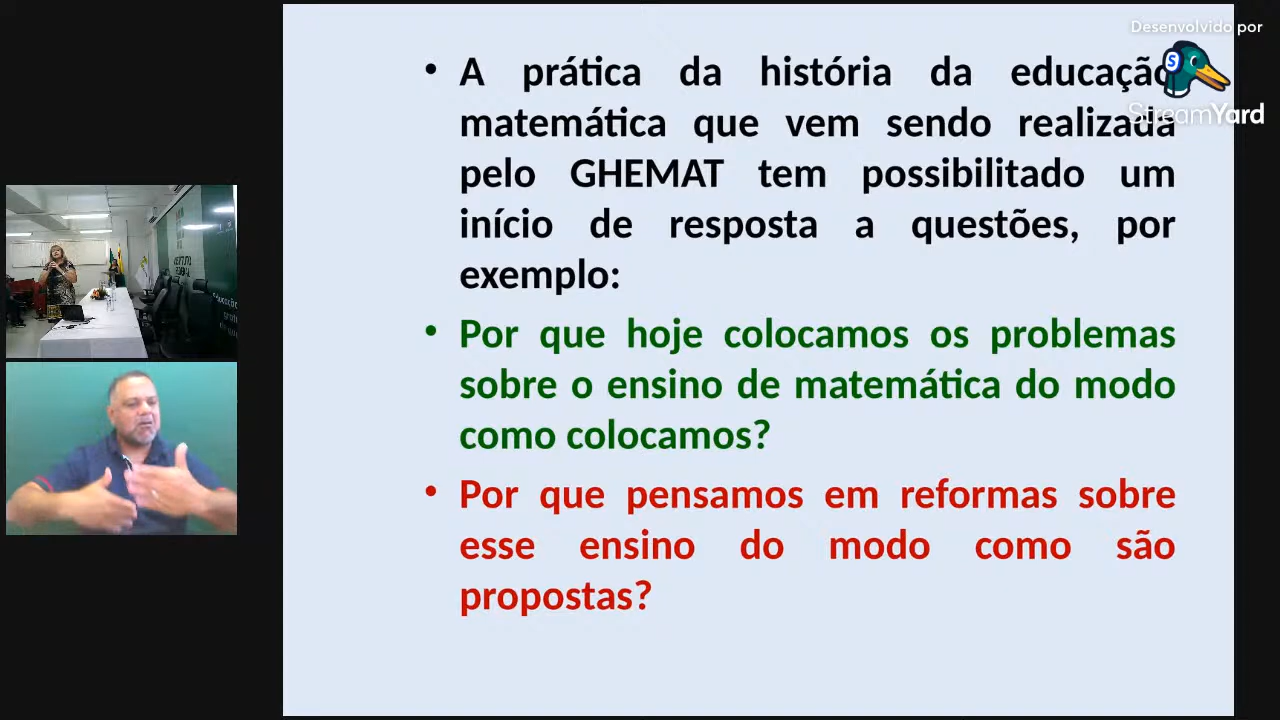 Desenvolvido por
StreamYard
• A prática da história da educação
matemática que vem sendo realizada
pelo GHEMAT tem possibilitado um
início de resposta a questões, por
exemplo:
• Por que hoje colocamos os problemas
sobre o ensino de matemática do modo
como colocamos?
• Por que pensamos em reformas sobre
esse ensino do modo como são
propostas?